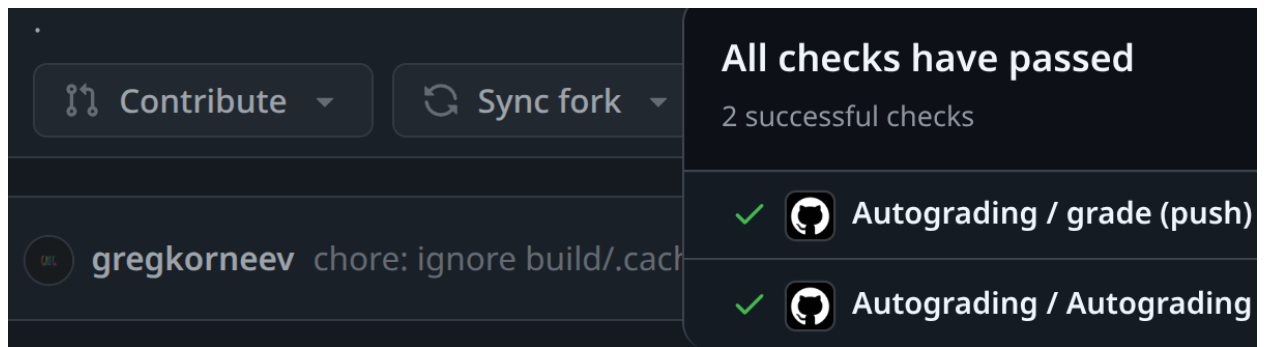 Contribute
Sync fork
gregkorneev chore: ignore build/.cach
All checks have passed
2 successful checks
Autograding / grade (push)
Autograding / Autograding